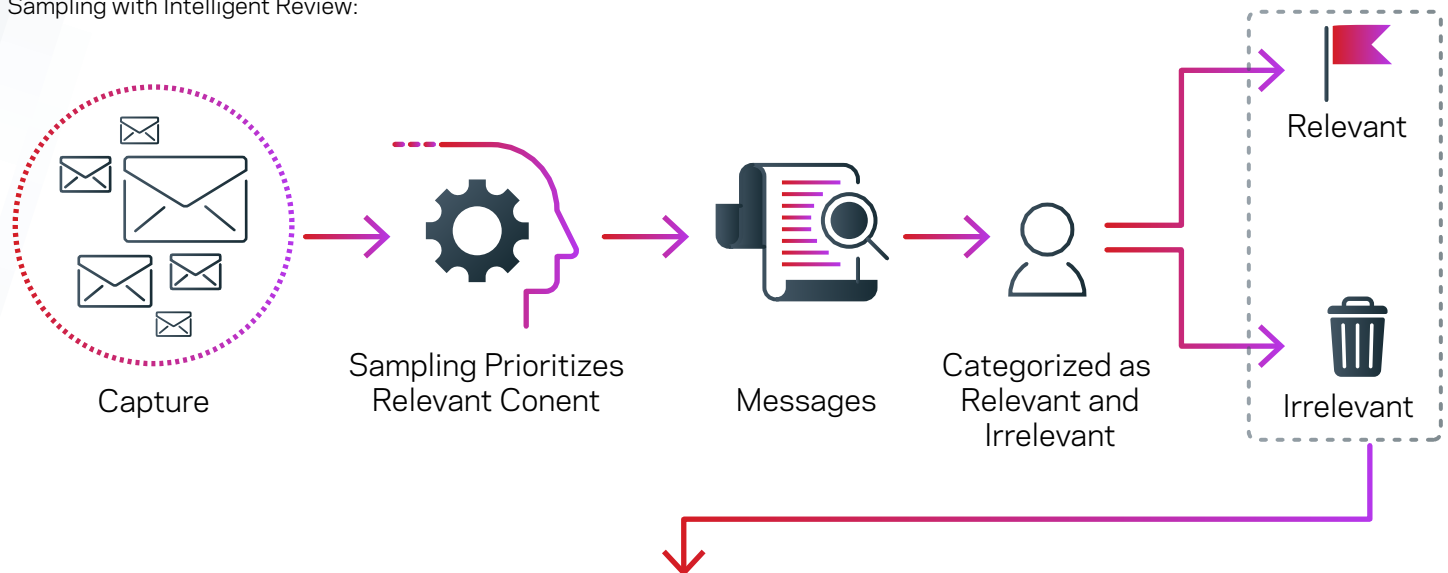 Sampling with Intelligent Review:
Relevant
Sampling Prioritizes
Relevant Conent
Capture
Messages
Categorized as
Relevant and
Irrelevant
Irrelevant